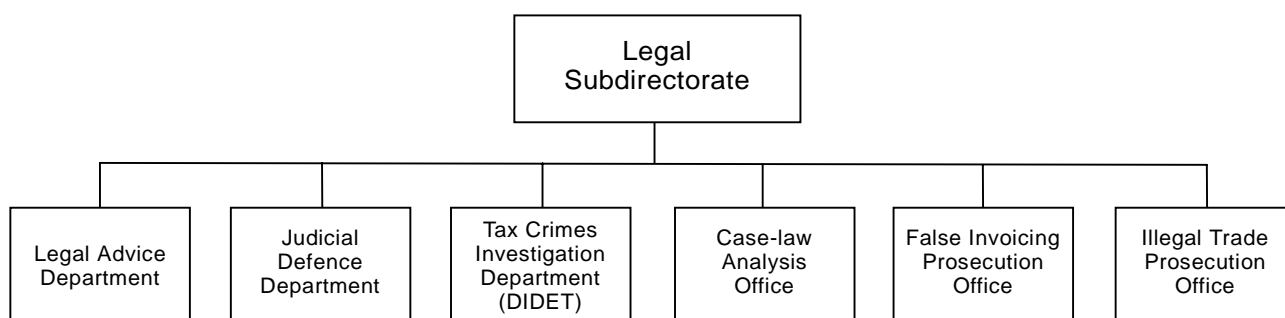 Legal
Subdirectorate
Legal Advice
Department
Judicial
Defence
Department
Tax Crimes
Investigation
Department
(DIDET)
Case-law
Analysis
Office
False Invoicing
Prosecution
Office
Illegal Trade
Prosecution
Office